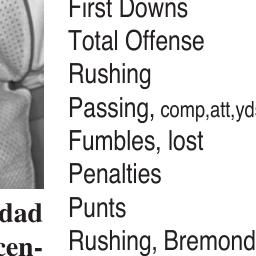 First Downs
Total Offense
Rushing
Passing, comp,att,yds
Fumbles, lost
Penalties
Punts
Rushing, Bremond
dad
cen-